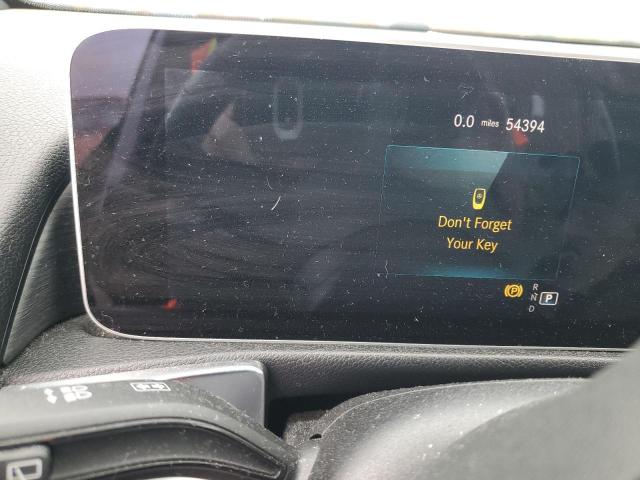 0.0 miles 54394
Don't Forget
Your Key
P R
N P
D